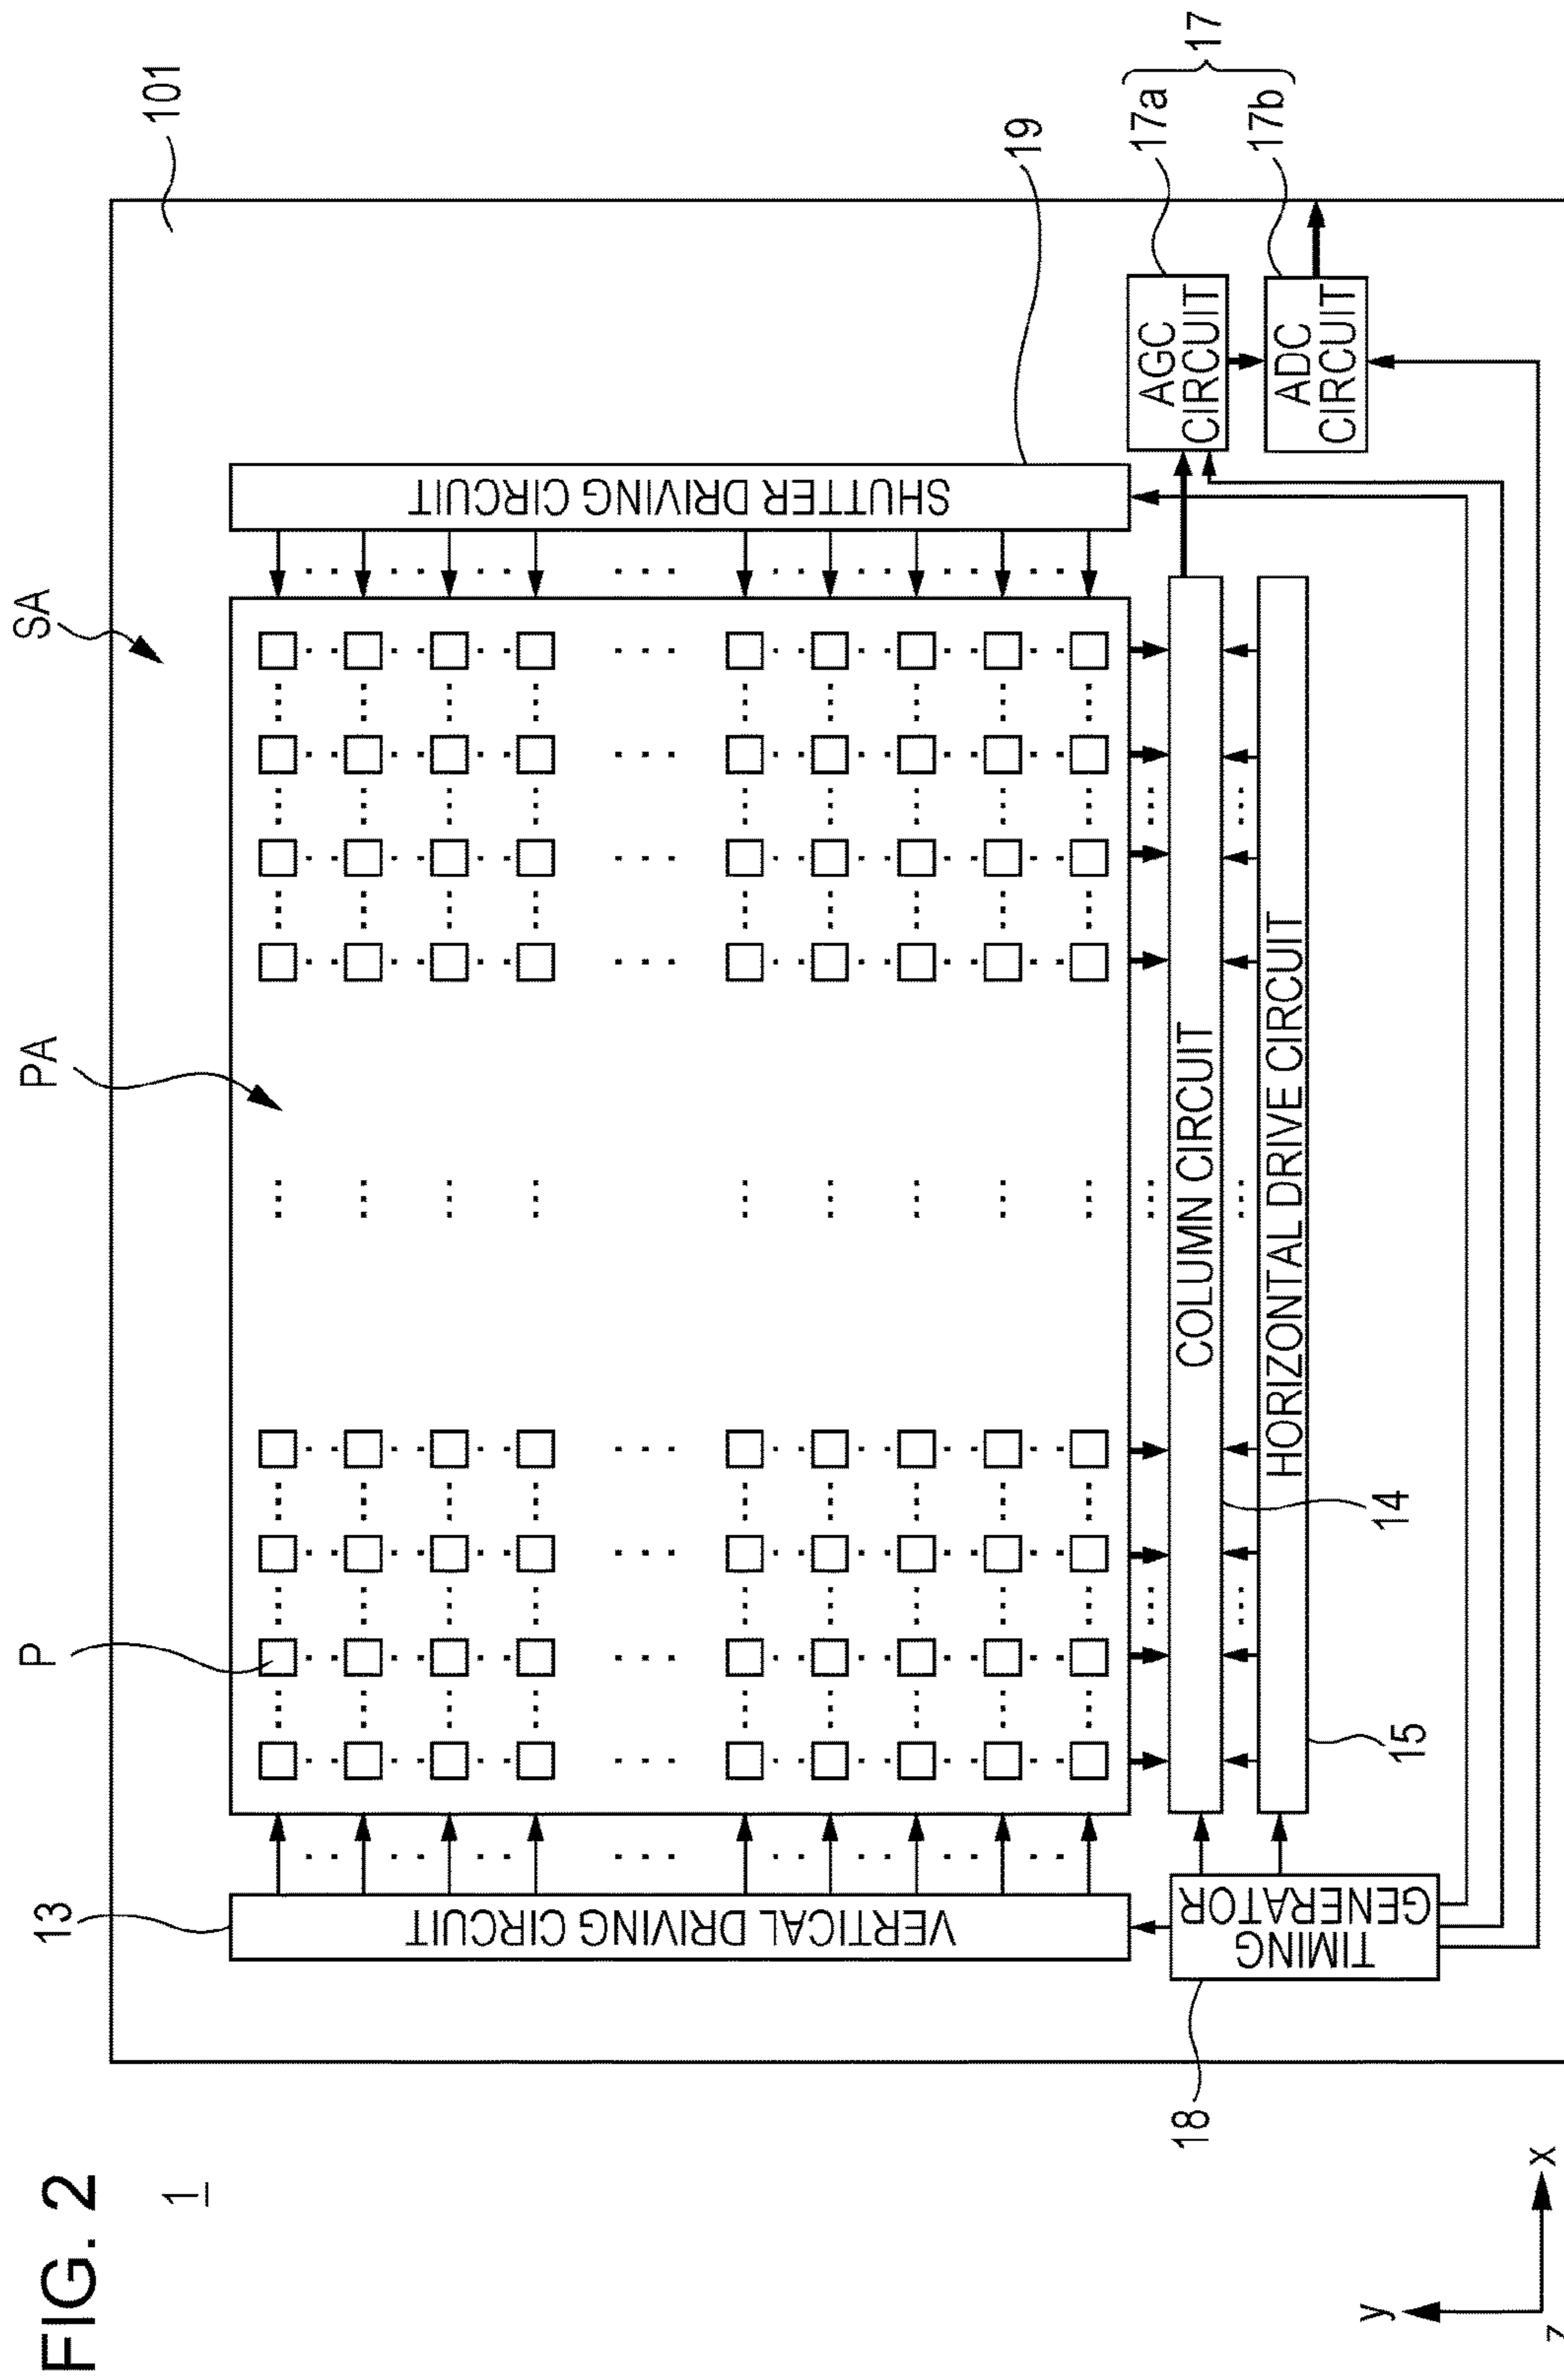 FIG. 2
1
SA
101
PA
P
13
VERTICAL DRIVING CIRCUIT
SHUTTER DRIVING CIRCUIT
19
TIMING
GENERATOR
18
COLUMN CIRCUIT
14
HORIZONTAL DRIVE CIRCUIT
15
AGC
CIRCUIT
17a
ADC
CIRCUIT
17b
17
y
x
z